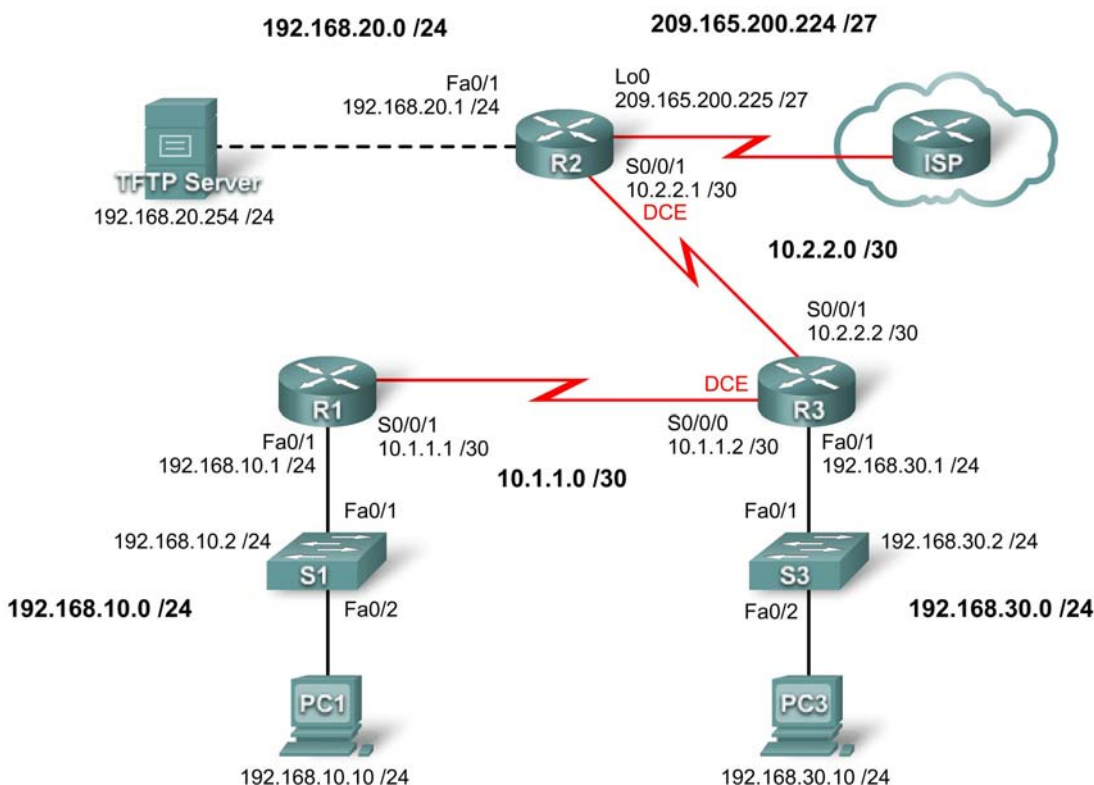 192.168.20.0 /24
209.165.200.224 /27
Fa0/1
192.168.20.1 /24
Lo0
209.165.200.225 /27
R2
ISP
TFTP Server
192.168.20.254 /24
S0/0/1
10.2.2.1 /30
DCE
10.2.2.0 /30
S0/0/1
10.2.2.2 /30
R1
DCE
R3
Fa0/1
192.168.10.1 /24
S0/0/1
10.1.1.1 /30
S0/0/0
10.1.1.2 /30
Fa0/1
192.168.30.1 /24
10.1.1.0 /30
Fa0/1
192.168.10.2 /24
S1
Fa0/1
S3
192.168.30.2 /24
192.168.10.0 /24
Fa0/2
Fa0/2
192.168.30.0 /24
PC1
PC3
192.168.10.10 /24
192.168.30.10 /24